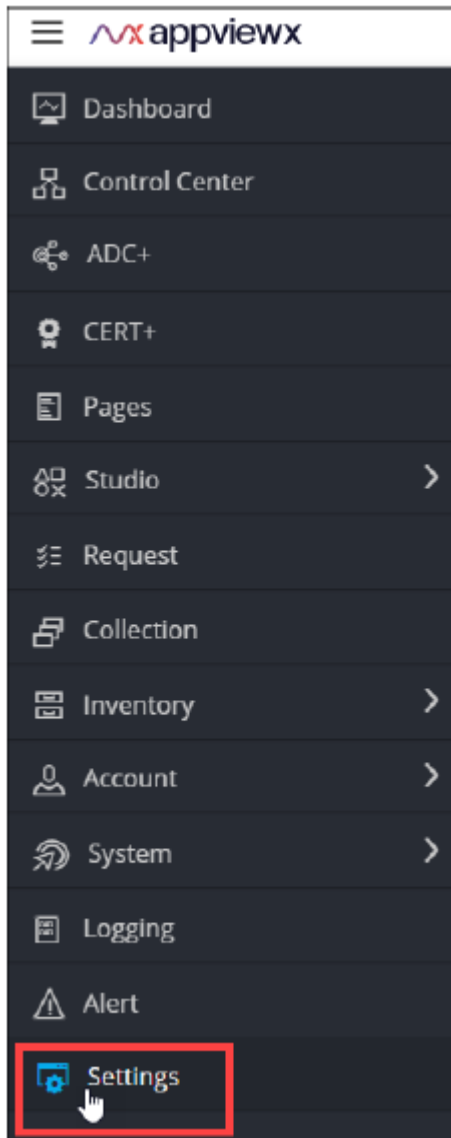 appviewx
Dashboard
Control Center
ADC+
CERT+
Pages
Studio
Request
Collection
Inventory
Account
System
Logging
Alert
Settings